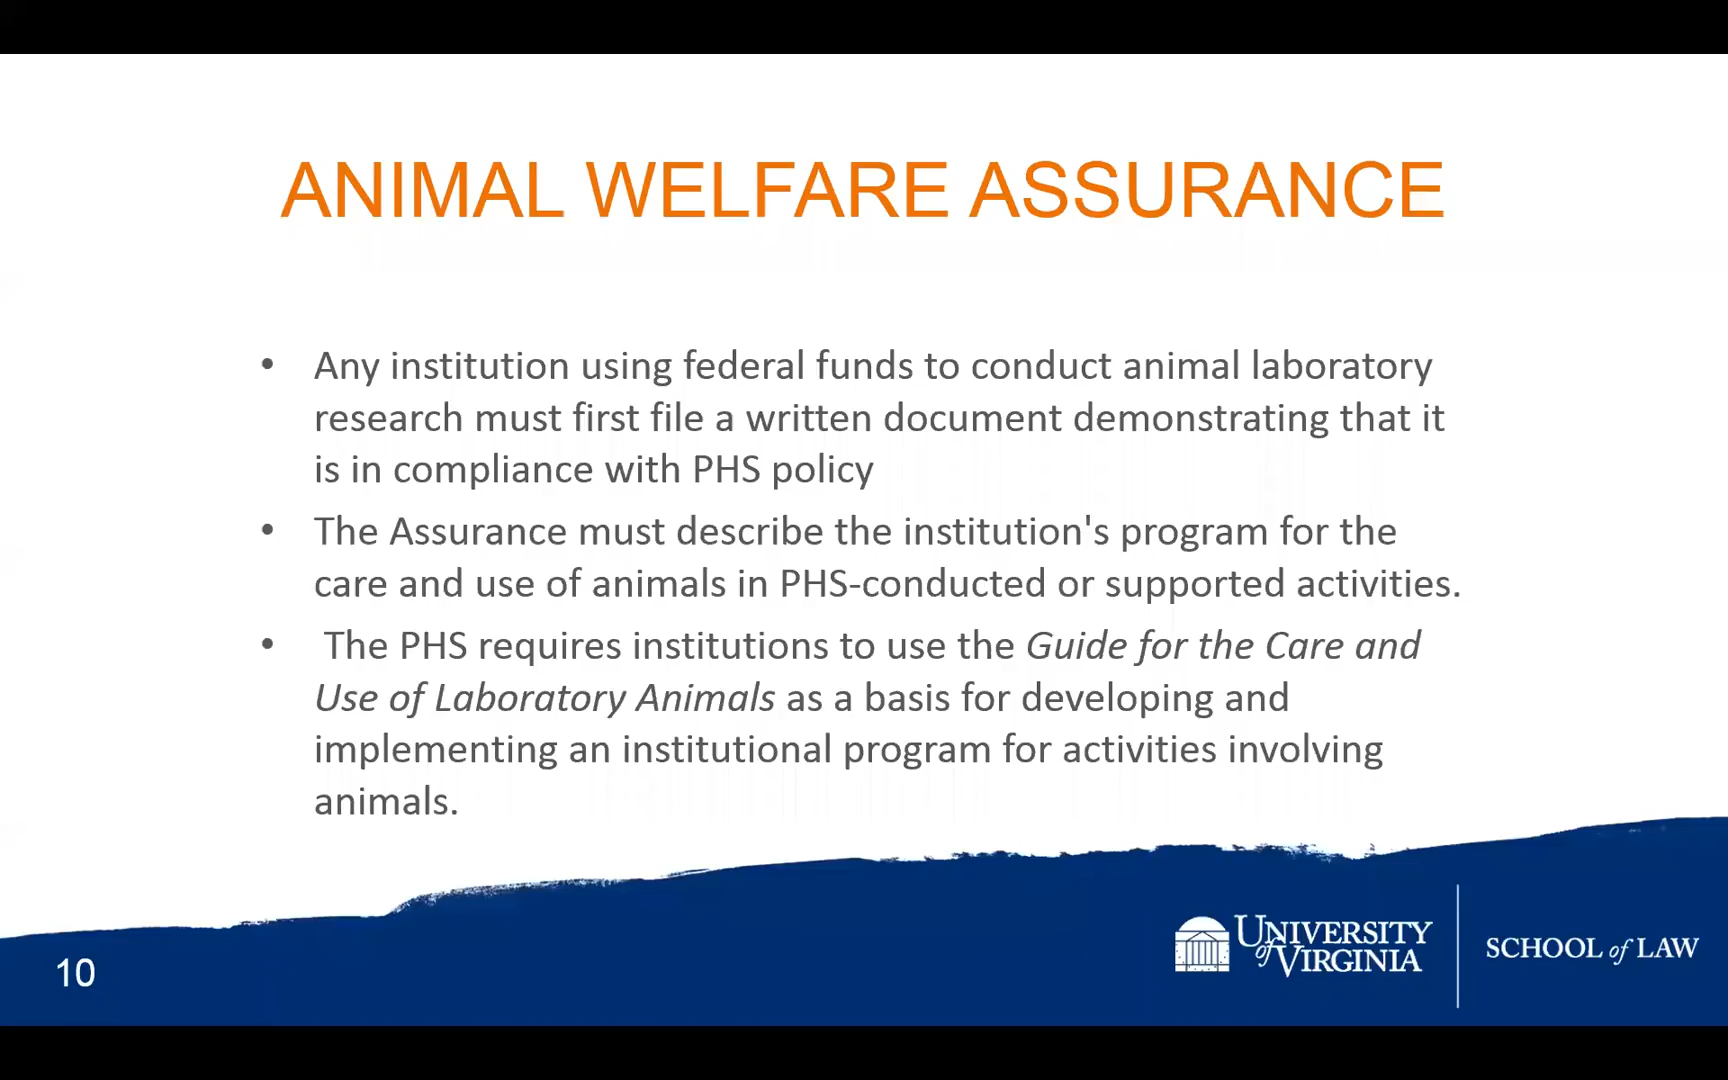 ANIMAL WELFARE ASSURANCE
• Any institution using federal funds to conduct animal laboratory
research must first file a written document demonstrating that it
is in compliance with PHS policy
• The Assurance must describe the institution's program for the
care and use of animals in PHS-conducted or supported activities.
• The PHS requires institutions to use the Guide for the Care and
Use of Laboratory Animals as a basis for developing and
implementing an institutional program for activities involving
animals.
10
UNIVERSITY
of VIRGINIA
SCHOOL of LAW